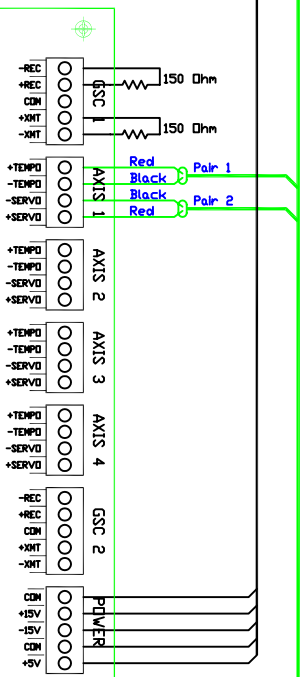 -REC
+REC
COM
+XMT
-XMT
GSC 1
150 Ohm
150 Ohm
+TEMPO
-TEMPO
-SERVO
+SERVO
AXIS 1
Red
Black
Pair 1
Black
Red
Pair 2
+TEMPO
-TEMPO
-SERVO
+SERVO
AXIS 2
+TEMPO
-TEMPO
-SERVO
+SERVO
AXIS 3
+TEMPO
-TEMPO
-SERVO
+SERVO
AXIS 4
-REC
+REC
COM
+XMT
-XMT
GSC 2
COM
+15V
-15V
COM
+5V
POWER